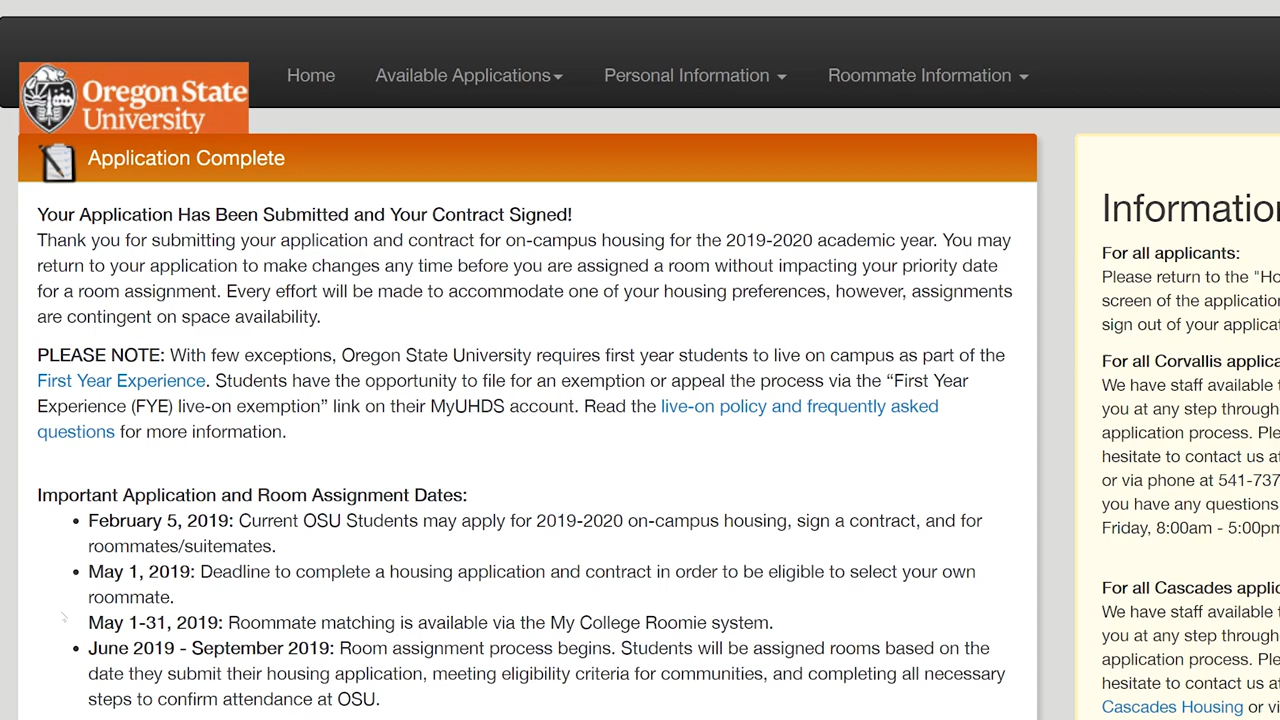 Home
Available Applications
Personal Information
Roommate Information
Oregon State
University
Application Complete
Your Application Has Been Submitted and Your Contract Signed!
Thank you for submitting your application and contract for on-campus housing for the 2019-2020 academic year. You may
return to your application to make changes any time before you are assigned a room without impacting your priority date
for a room assignment. Every effort will be made to accommodate one of your housing preferences, however, assignments
are contingent on space availability.
PLEASE NOTE: With few exceptions, Oregon State University requires first year students to live on campus as part of the
First Year Experience. Students have the opportunity to file for an exemption or appeal the process via the “First Year
Experience (FYE) live-on exemption” link on their MyUHDS account. Read the live-on policy and frequently asked
questions for more information.
Important Application and Room Assignment Dates:
• February 5, 2019: Current OSU Students may apply for 2019-2020 on-campus housing, sign a contract, and for
roommates/suitemates.
• May 1, 2019: Deadline to complete a housing application and contract in order to be eligible to select your own
roommate.
May 1-31, 2019: Roommate matching is available via the My College Roomie system.
• June 2019 - September 2019: Room assignment process begins. Students will be assigned rooms based on the
date they submit their housing application, meeting eligibility criteria for communities, and completing all necessary
steps to confirm attendance at OSU.
Informatio
For all applicants:
Please return to the "Ho
screen of the application
sign out of your applicat
For all Corvallis applica
We have staff available t
you at any step through
application process. Ple
hesitate to contact us at
or via phone at 541-737
you have any questions
Friday, 8:00am - 5:00pm
For all Cascades applic
We have staff available t
you at any step through
application process. Ple
hesitate to contact us at
Cascades Housing or vi